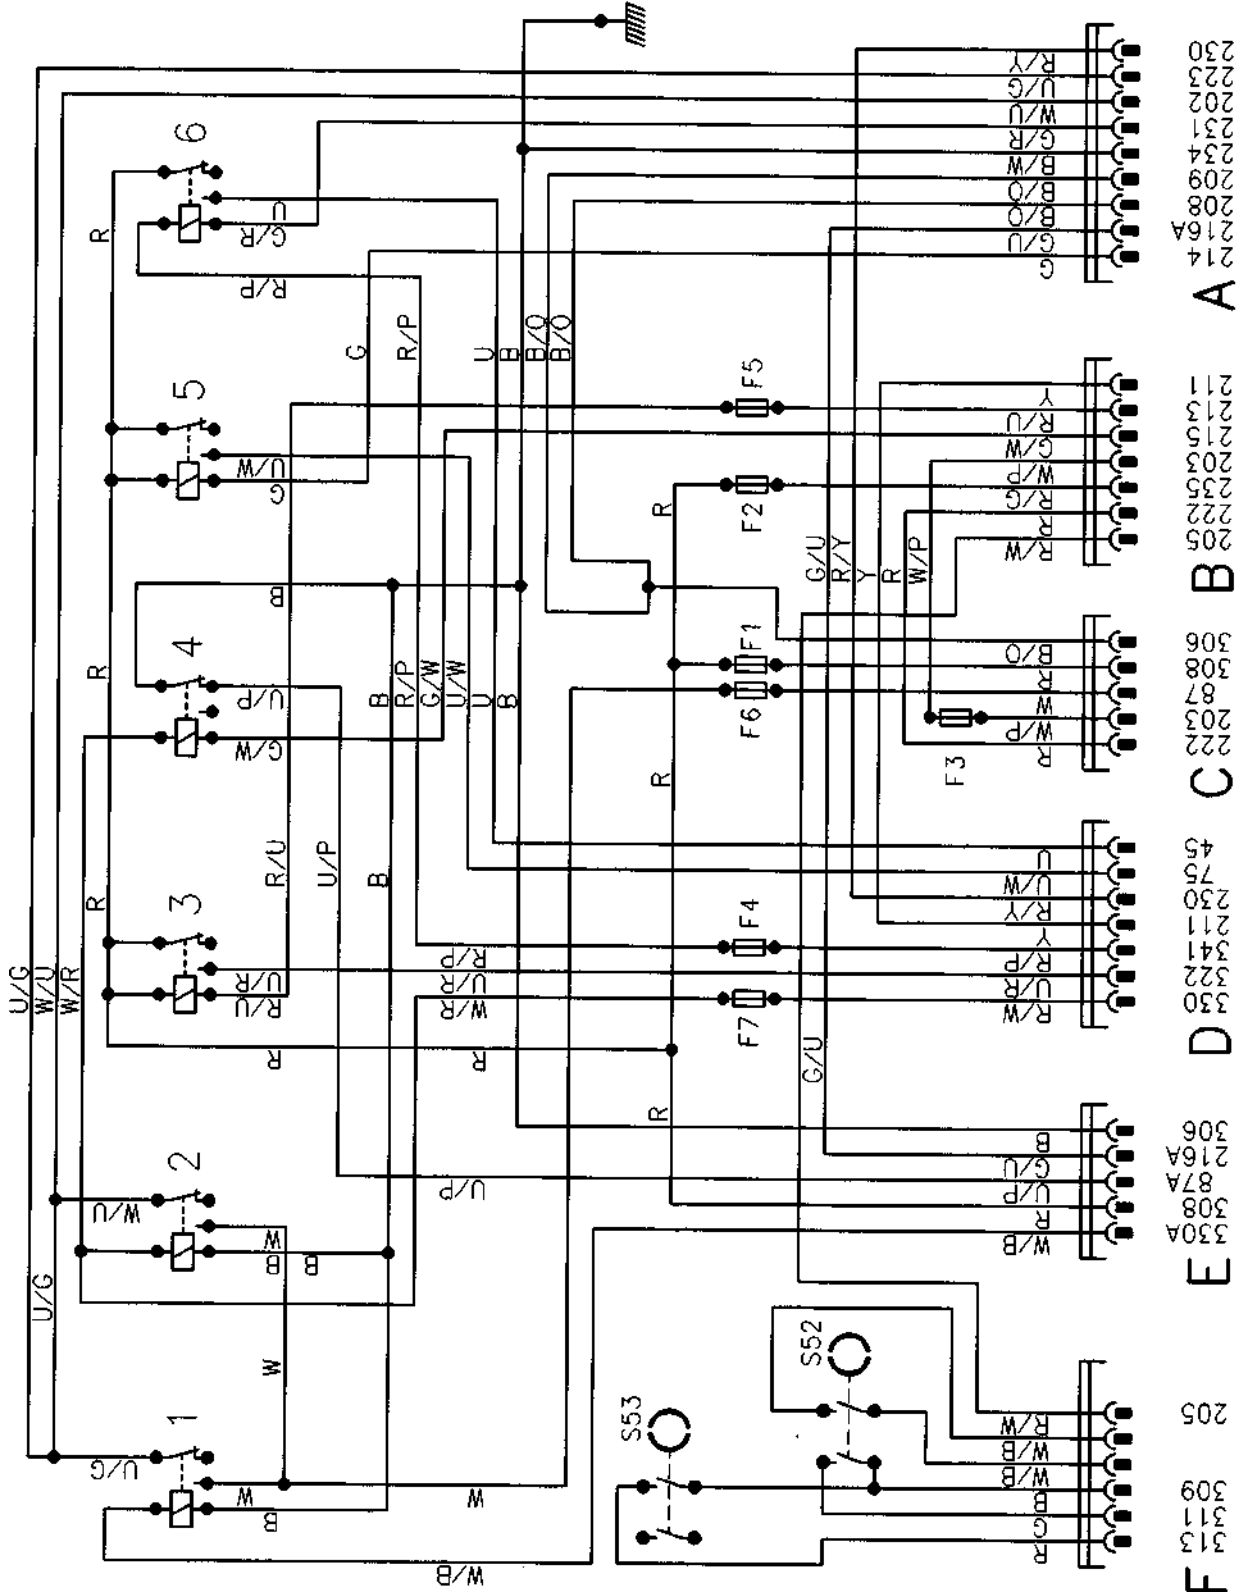 6
R
U
G/R
R/P
5
G
R/P
U
B
B/O
B/O
U/W
G
B
4
R
U/P
G/W
B
R/P
G/W
U/W
U
B
3
R
U/R
R/U
R/U
U/P
B
R/P
U/R
W/R
R
R
U/G
W/U
W/R
2
W/U
W
B
B
U/P
U/G
W
1
U/G
W
B
W
W/B
F5
F2
R
F1
F6
R
F3
F4
F7
R
G/U
R/Y
Y
R
W/P
G/U
S53
S52
R/Y
U/G
W/U
G/R
B/W
B/O
B/O
G/U
G
230
223
202
231
234
209
208
216A
214
A
Y
R/U
G/W
W/P
R/G
R
R/W
211
213
215
203
235
222
205
B
B/O
R
W
W/P
R
306
308
87
203
222
C
U
U/W
R/Y
Y
R/P
U/R
R/W
45
75
230
211
341
322
330
D
B
G/U
U/P
R
W/B
306
216A
87A
308
330A
E
R/W
W/B
W/B
B
G
R
205
309
311
313
F